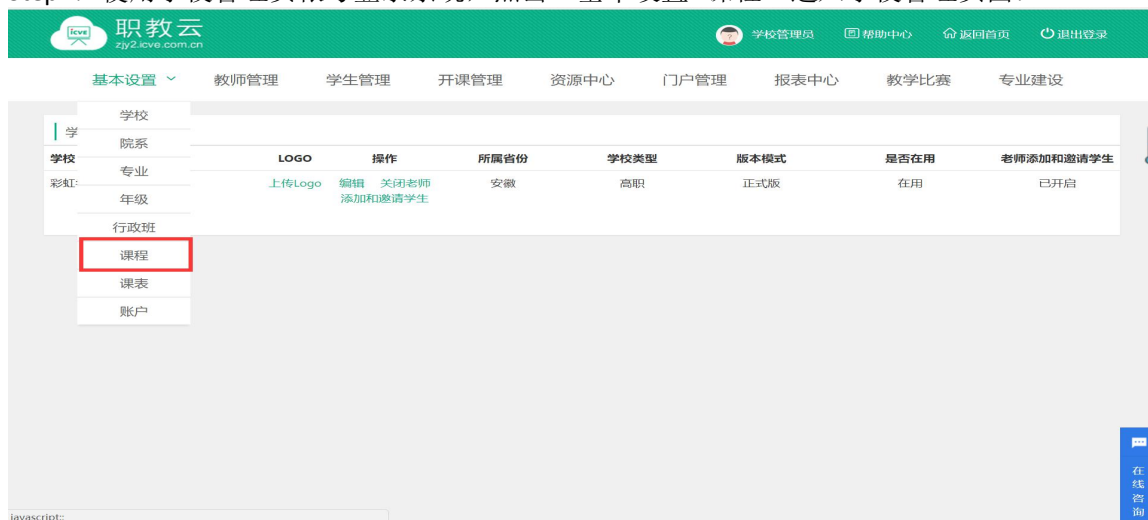 icve 职教云
zjy2.icve.com.cn
学校管理员 帮助中心 返回首页 退出登录
基本设置 教师管理 学生管理 开课管理 资源中心 门户管理 报表中心 教学比赛 专业建设
学校
院系
专业
年级
行政班
课程
课表
账户
学
学校 LOGO 操作 所属省份 学校类型 版本模式 是否在用 老师添加和邀请学生
彩虹 上传Logo 编辑 关闭老师 安徽 高职 正式版 在用 已开启
添加和邀请学生
在
线
咨
询
javascript:;